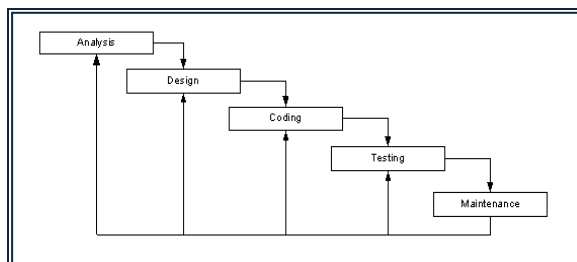 Analysis
Design
Coding
Testing
Maintenance